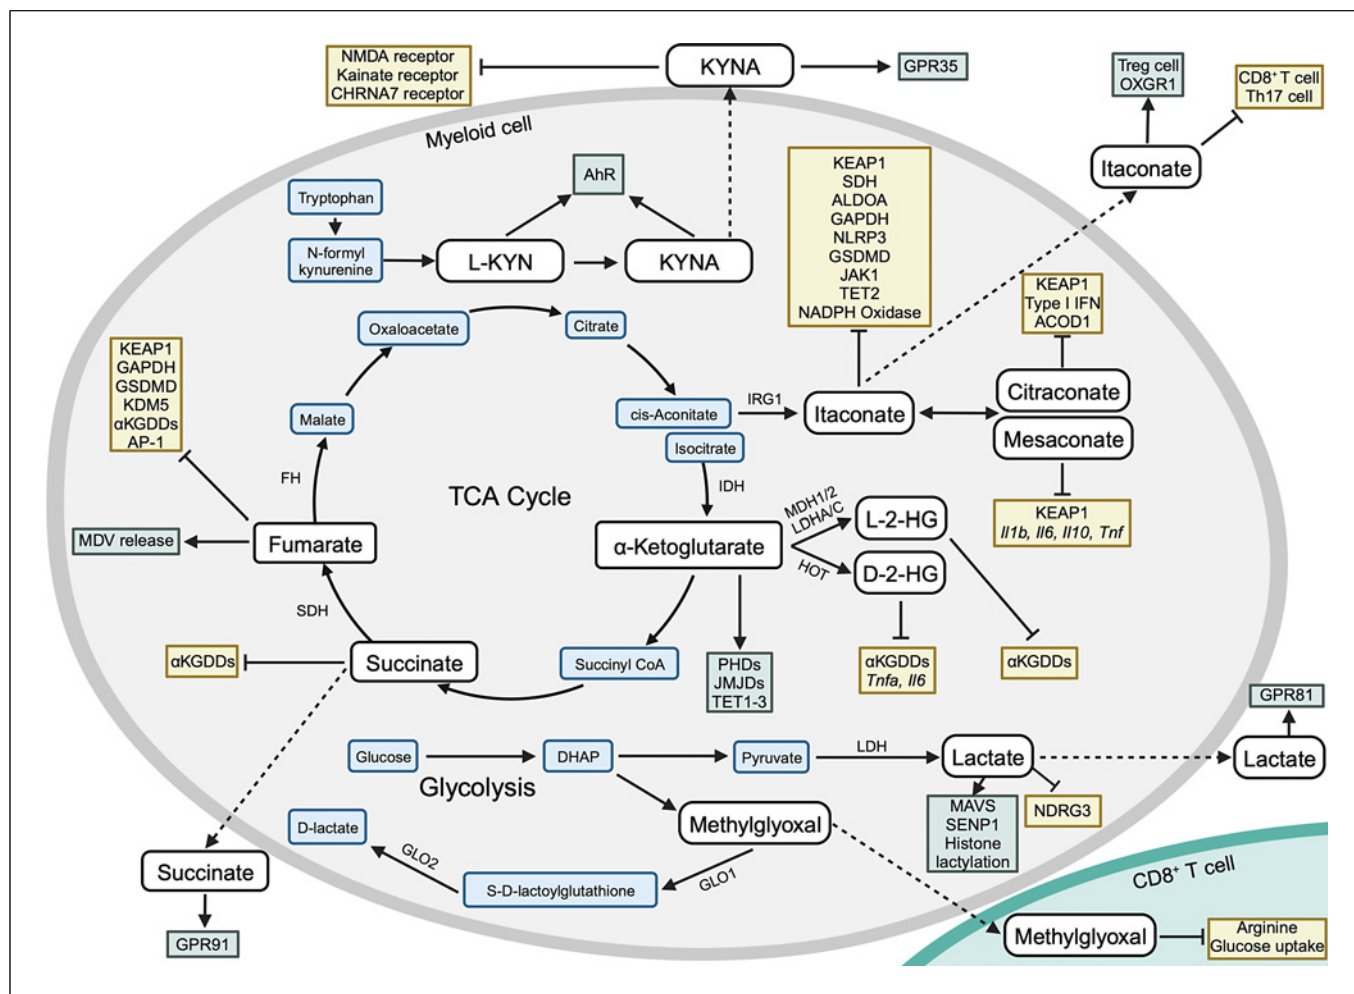 NMDA receptor
Kainate receptor
CHRNA7 receptor
KYNA
GPR35
Treg cell
OXGR1
CD8⁺ T cell
Th17 cell
Myeloid cell
Itaconate
AhR
Tryptophan
N-formyl
kynurenine
L-KYN
KYNA
KEAP1
SDH
ALDOA
GAPDH
NLRP3
GSDMD
JAK1
TET2
NADPH Oxidase
KEAP1
Type I IFN
ACOD1
Oxaloacetate
Citrate
KEAP1
GAPDH
GSDMD
KDM5
αKGDDs
AP-1
Malate
cis-Aconitate
IRG1
Itaconate
Citraconate
Mesaconate
Isocitrate
FH
TCA Cycle
IDH
MDH1/2
LDHA/C
L-2-HG
KEAP1
Il1b, Il6, Il10, Tnf
MDV release
Fumarate
α-Ketoglutarate
HOT
D-2-HG
SDH
αKGDDs
Succinate
Succinyl CoA
PHDs
JMJDs
TET1-3
αKGDDs
Tnfa, Il6
αKGDDs
GPR81
Glucose
DHAP
Pyruvate
LDH
Lactate
Lactate
Glycolysis
MAVS
SENP1
Histone
lactylation
NDRG3
D-lactate
Methylglyoxal
GLO2
GLO1
Succinate
S-D-lactoylglutathione
CD8⁺ T cell
GPR91
Methylglyoxal
Arginine
Glucose uptake